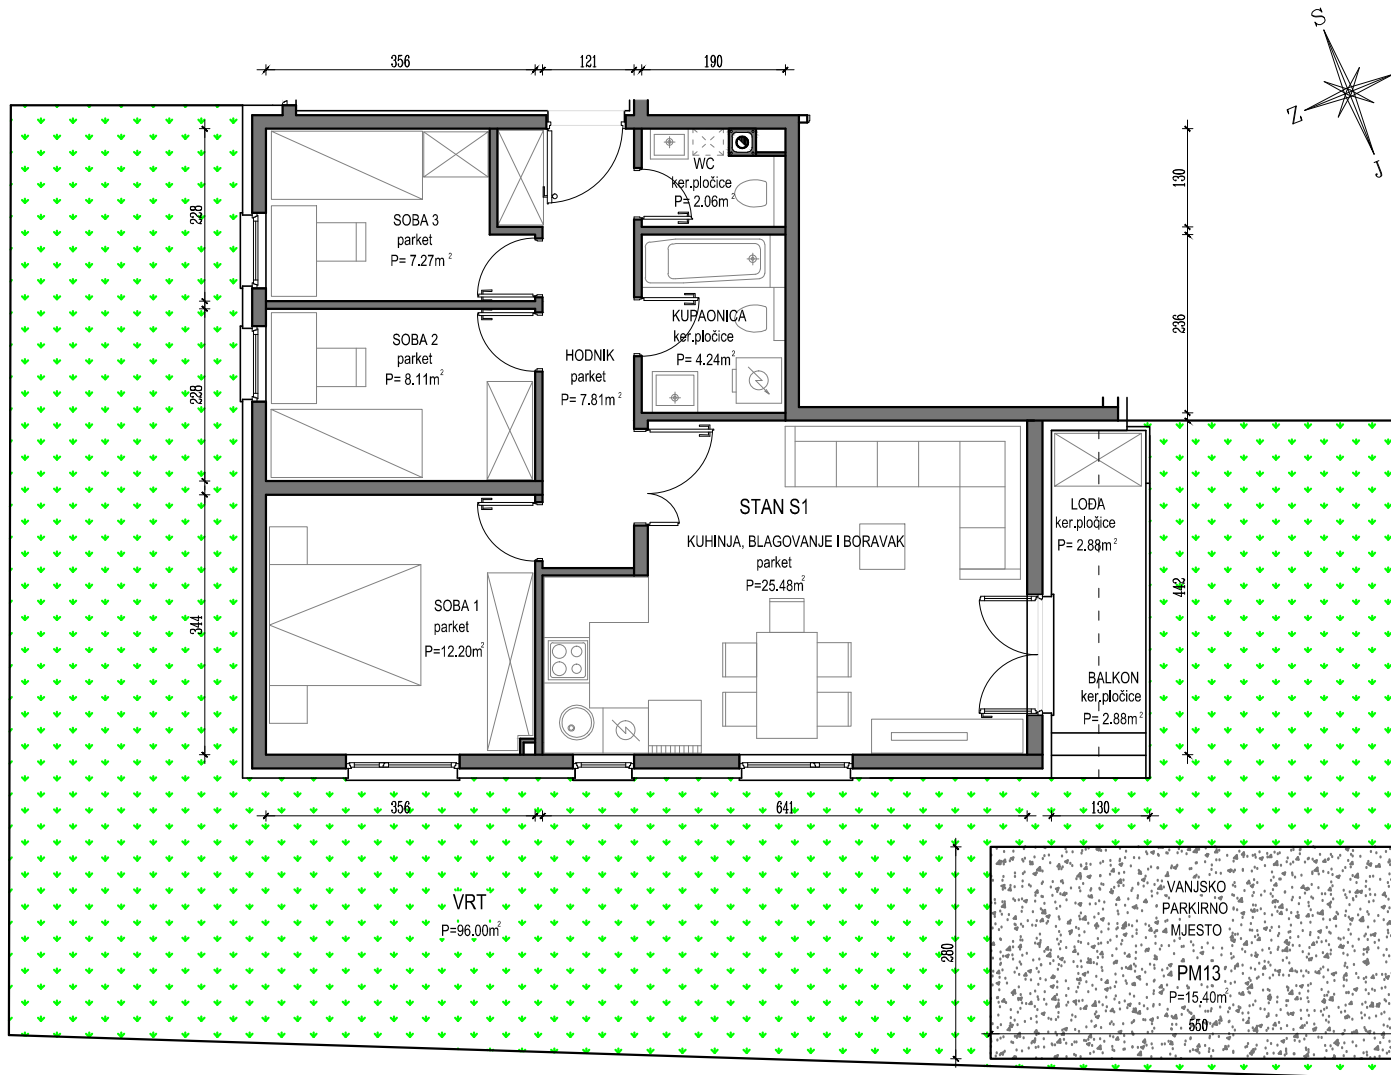 S
Z
J
356
121
190
228
228
344
130
236
442
SOBA 3
parket
P= 7.27m²
WC
ker.pločice
P= 2.06m²
SOBA 2
parket
P= 8.11m²
HODNIK
parket
P= 7.81m²
KUPAONICA
ker.pločice
P= 4.24m²
STAN S1
KUHINJA, BLAGOVANJE I BORAVAK
parket
P=25.48m²
LOĐA
ker.pločice
P= 2.88m²
SOBA 1
parket
P=12.20m²
BALKON
ker.pločice
P= 2.88m²
356
641
130
VRT
P=96.00m²
280
VANJSKO
PARKIRNO
MJESTO
PM13
P=15.40m²
550